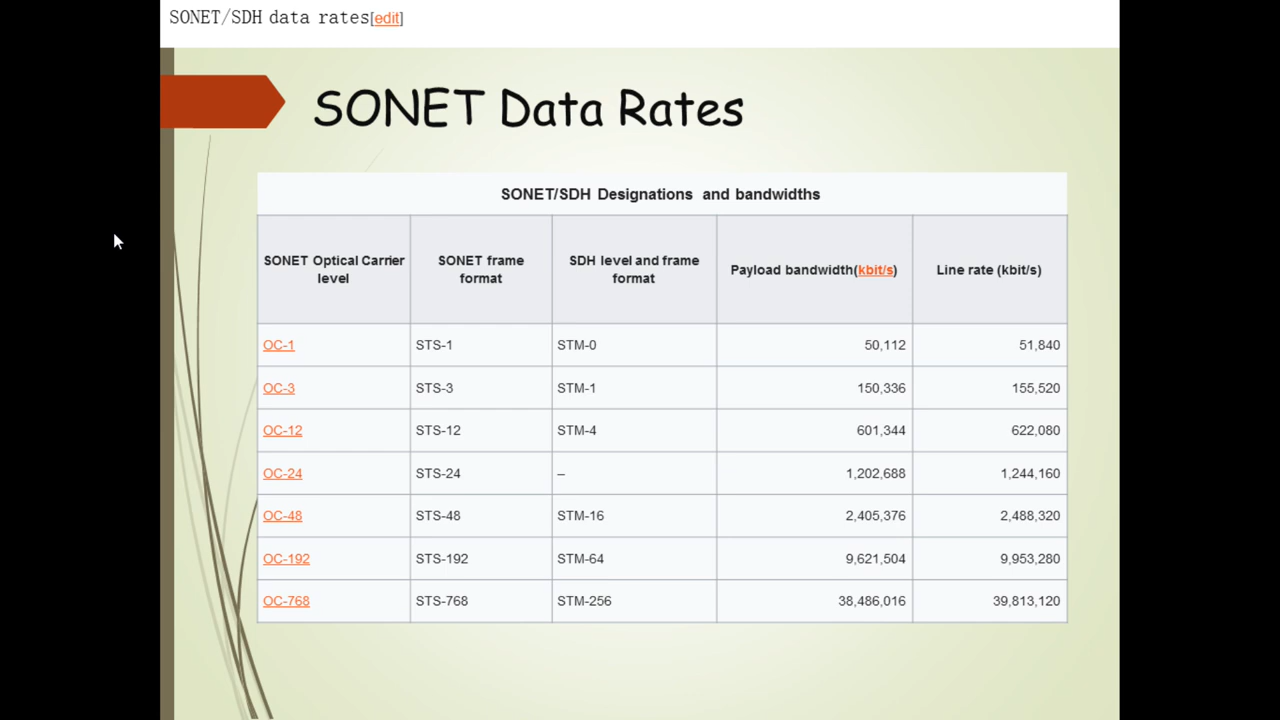 SONET/SDH data rates[edit]
SONET Data Rates
SONET/SDH Designations and bandwidths
SONET Optical Carrier level
SONET frame format
SDH level and frame format
Payload bandwidth(kbit/s)
Line rate (kbit/s)
OC-1 STS-1 STM-0 50,112 51,840
OC-3 STS-3 STM-1 150,336 155,520
OC-12 STS-12 STM-4 601,344 622,080
OC-24 STS-24 – 1,202,688 1,244,160
OC-48 STS-48 STM-16 2,405,376 2,488,320
OC-192 STS-192 STM-64 9,621,504 9,953,280
OC-768 STS-768 STM-256 38,486,016 39,813,120